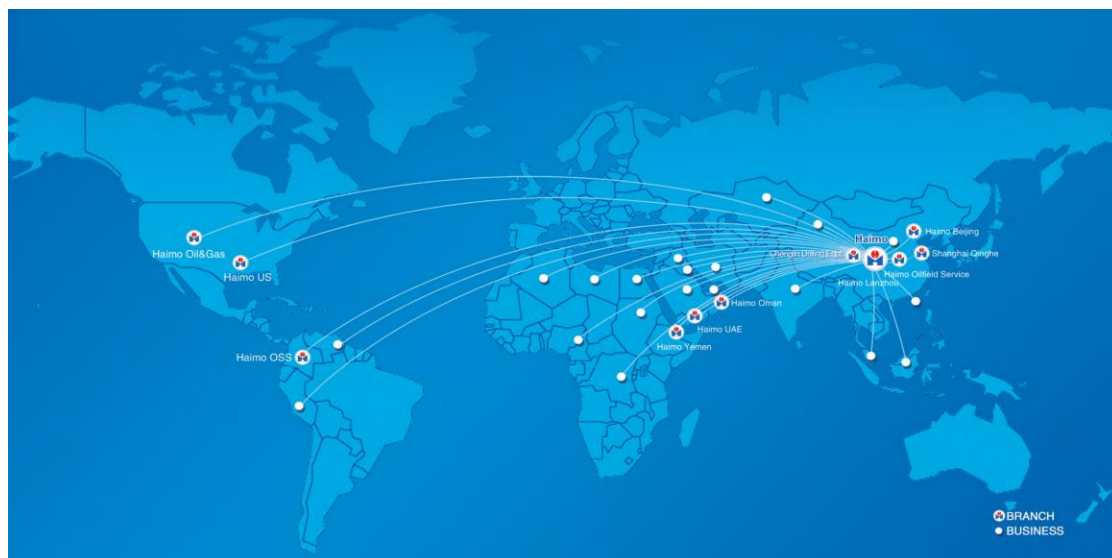 Haimo Oil&Gas
Haimo US
Haimo OSS
Haimo
Haimo Beijing
Shanghai Qinghe
Haimo Oilfield Service
Haimo Lanzhou
Haimo Oman
Haimo UAE
Haimo Yemen
BRANCH
BUSINESS